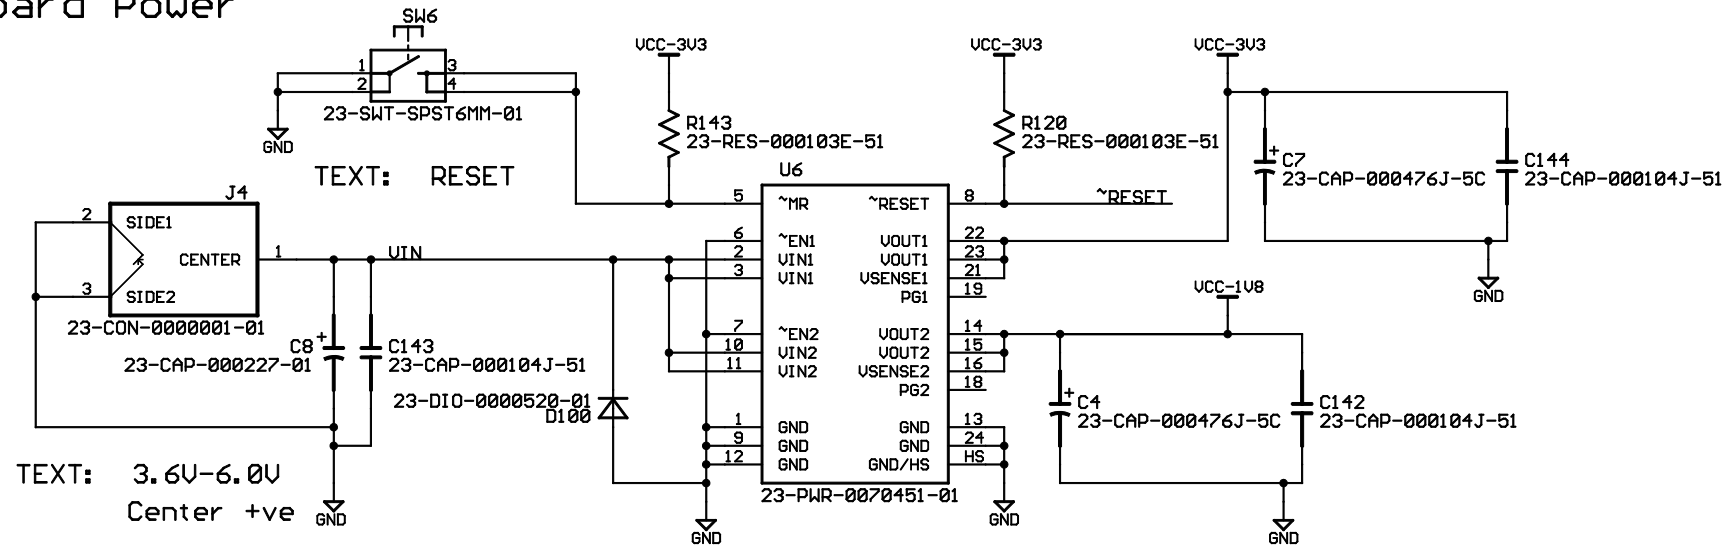 oard Power
SW6
1
2
3
4
23-SWT-SPST6MM-01
GND
TEXT: RESET
VCC-3V3
R143
23-RES-000103E-51
VCC-3V3
R120
23-RES-000103E-51
VCC-3V3
C7
+
23-CAP-000476J-5C
C144
23-CAP-000104J-51
GND
J4
2
SIDE1
CENTER
1
3
SIDE2
23-CON-0000001-01
VIN
C8
+
23-CAP-000227-01
C143
23-CAP-000104J-51
23-DIO-0000520-01
D100
TEXT: 3.6V-6.0V
Center +ve
GND
U6
5 ~MR ~RESET 8
~RESET
6 ~EN1 VOUT1 22
2 VIN1 VOUT1 23
3 VIN1 VSENSE1 21
PG1 19
7 ~EN2 VOUT2 14
10 VIN2 VOUT2 15
11 VIN2 VSENSE2 16
PG2 18
1 GND GND 13
9 GND GND 24
12 GND GND/HS HS
23-PWR-0070451-01
GND
GND
VCC-1V8
C4
+
23-CAP-000476J-5C
C142
23-CAP-000104J-51
GND